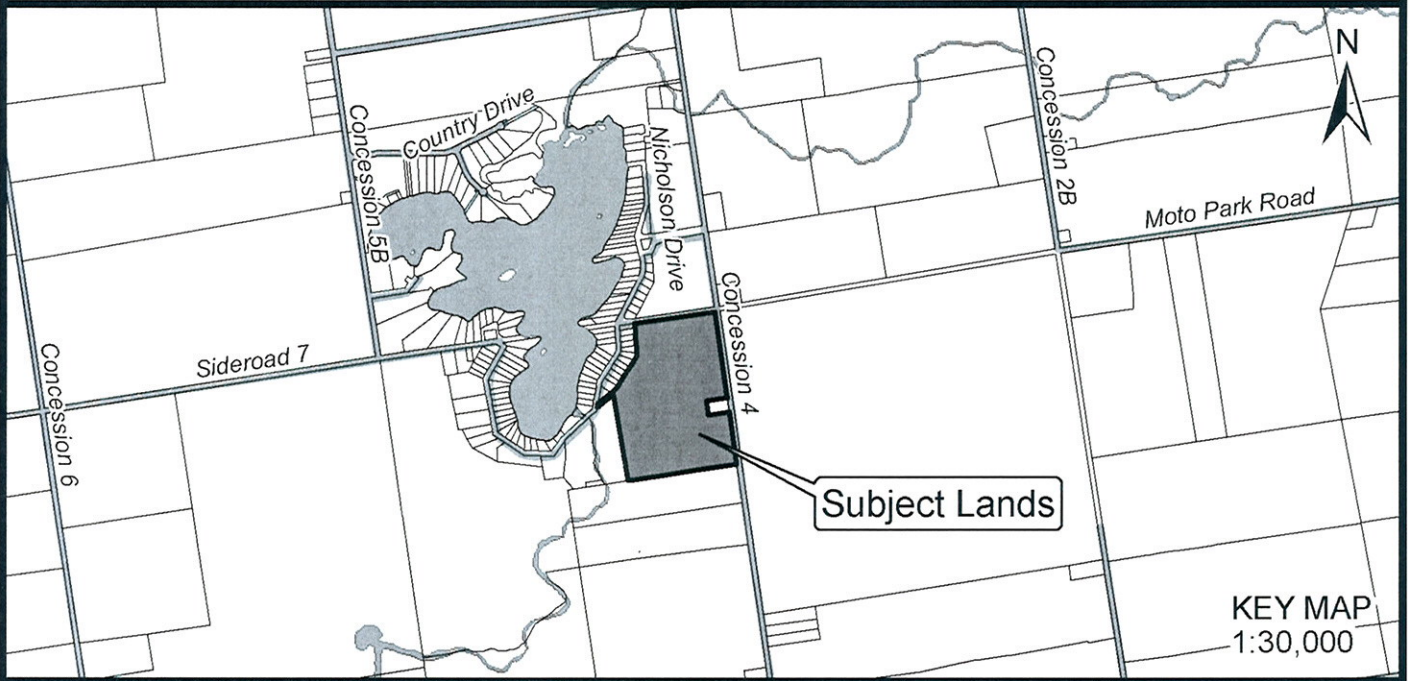 N
Concession 2B
Country Drive
Concession 5B
Nicholson Drive
Moto Park Road
Concession 4
Sideroad 7
Concession 6
Subject Lands
KEY MAP
1:30,000